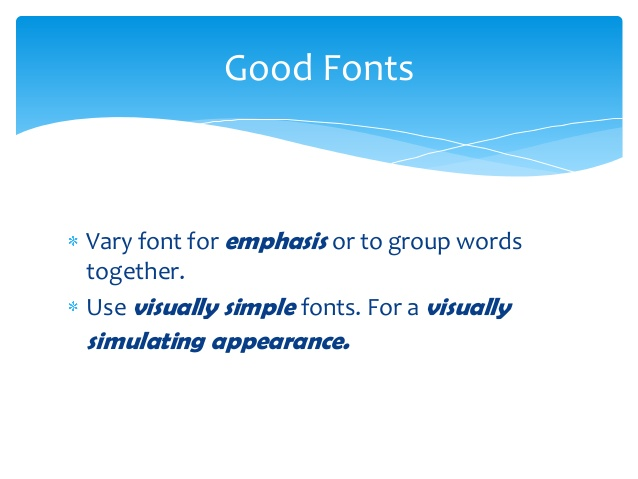 Good Fonts
Vary font for emphasis or to group words
together.
Use visually simple fonts. For a visually
simulating appearance.